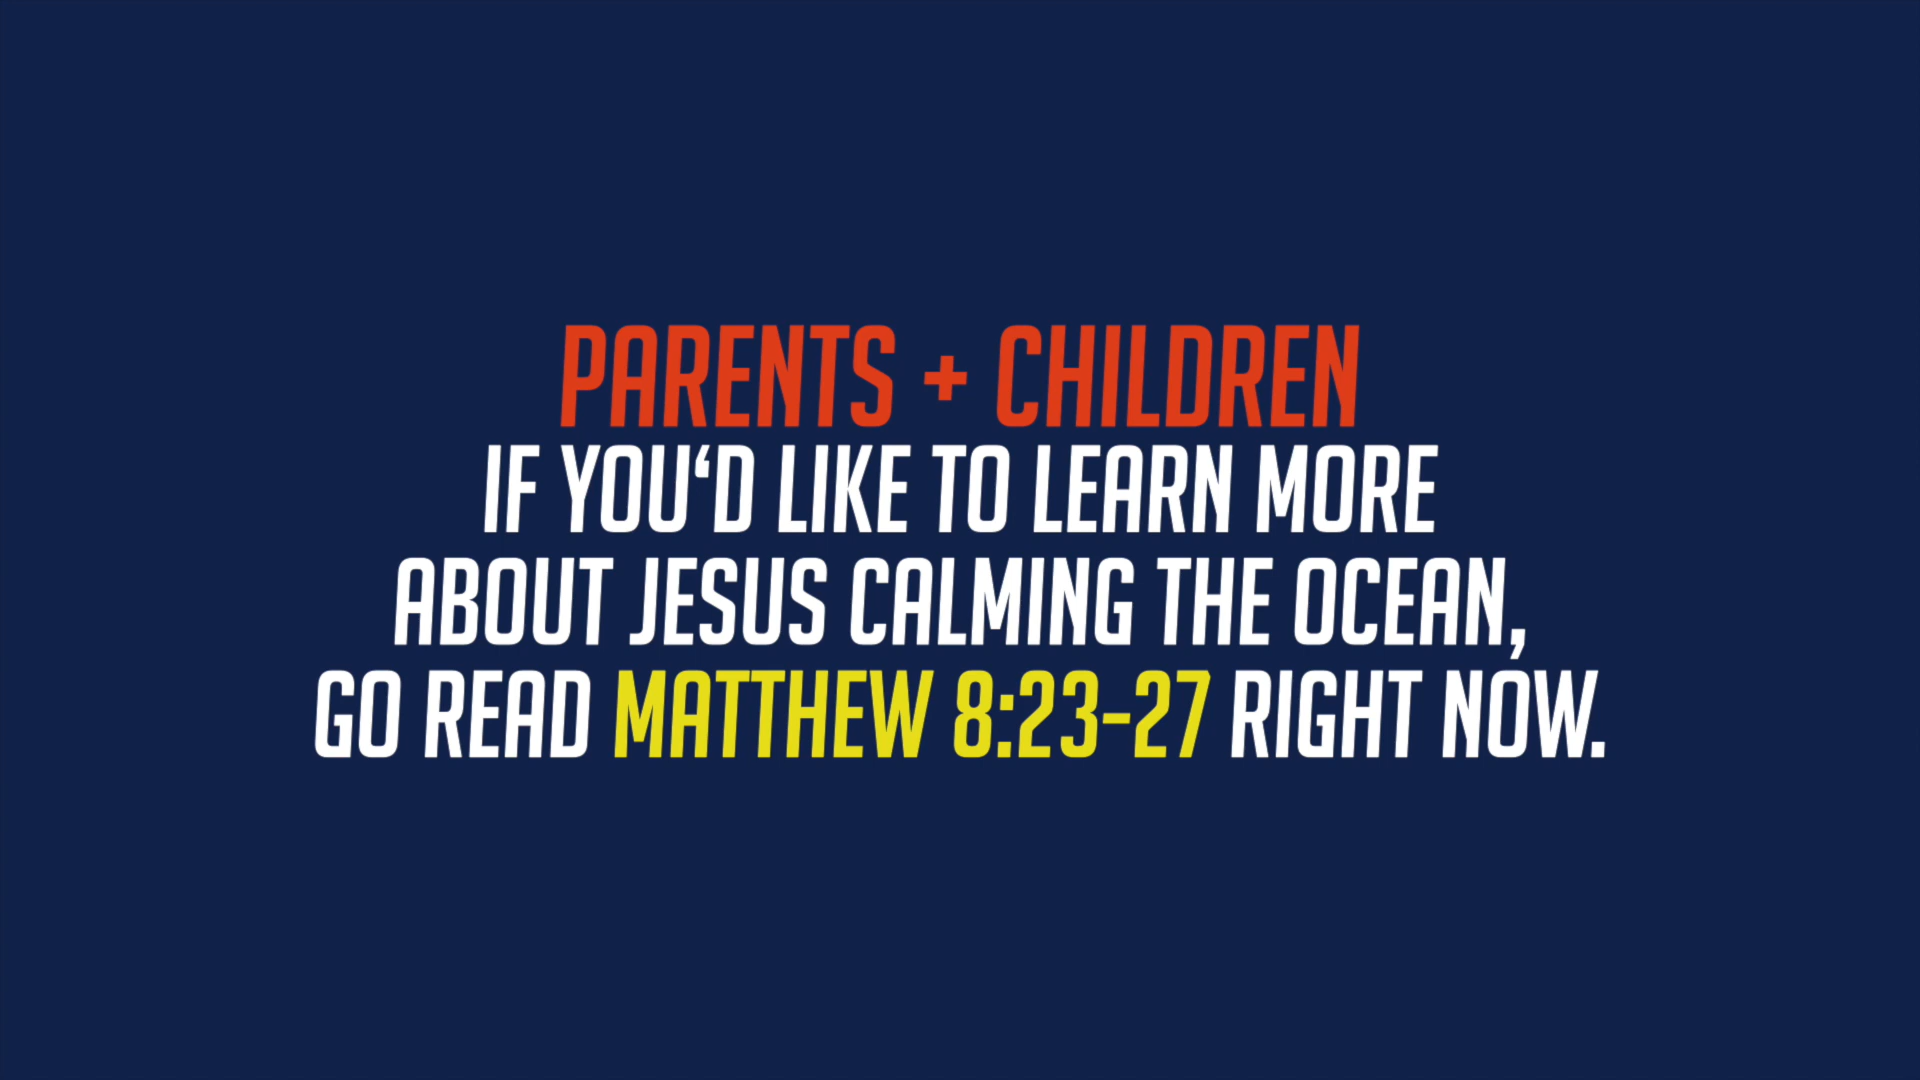 PARENTS + CHILDREN
IF YOU‘D LIKE TO LEARN MORE
ABOUT JESUS CALMING THE OCEAN,
GO READ MATTHEW 8:23-27 RIGHT NOW.